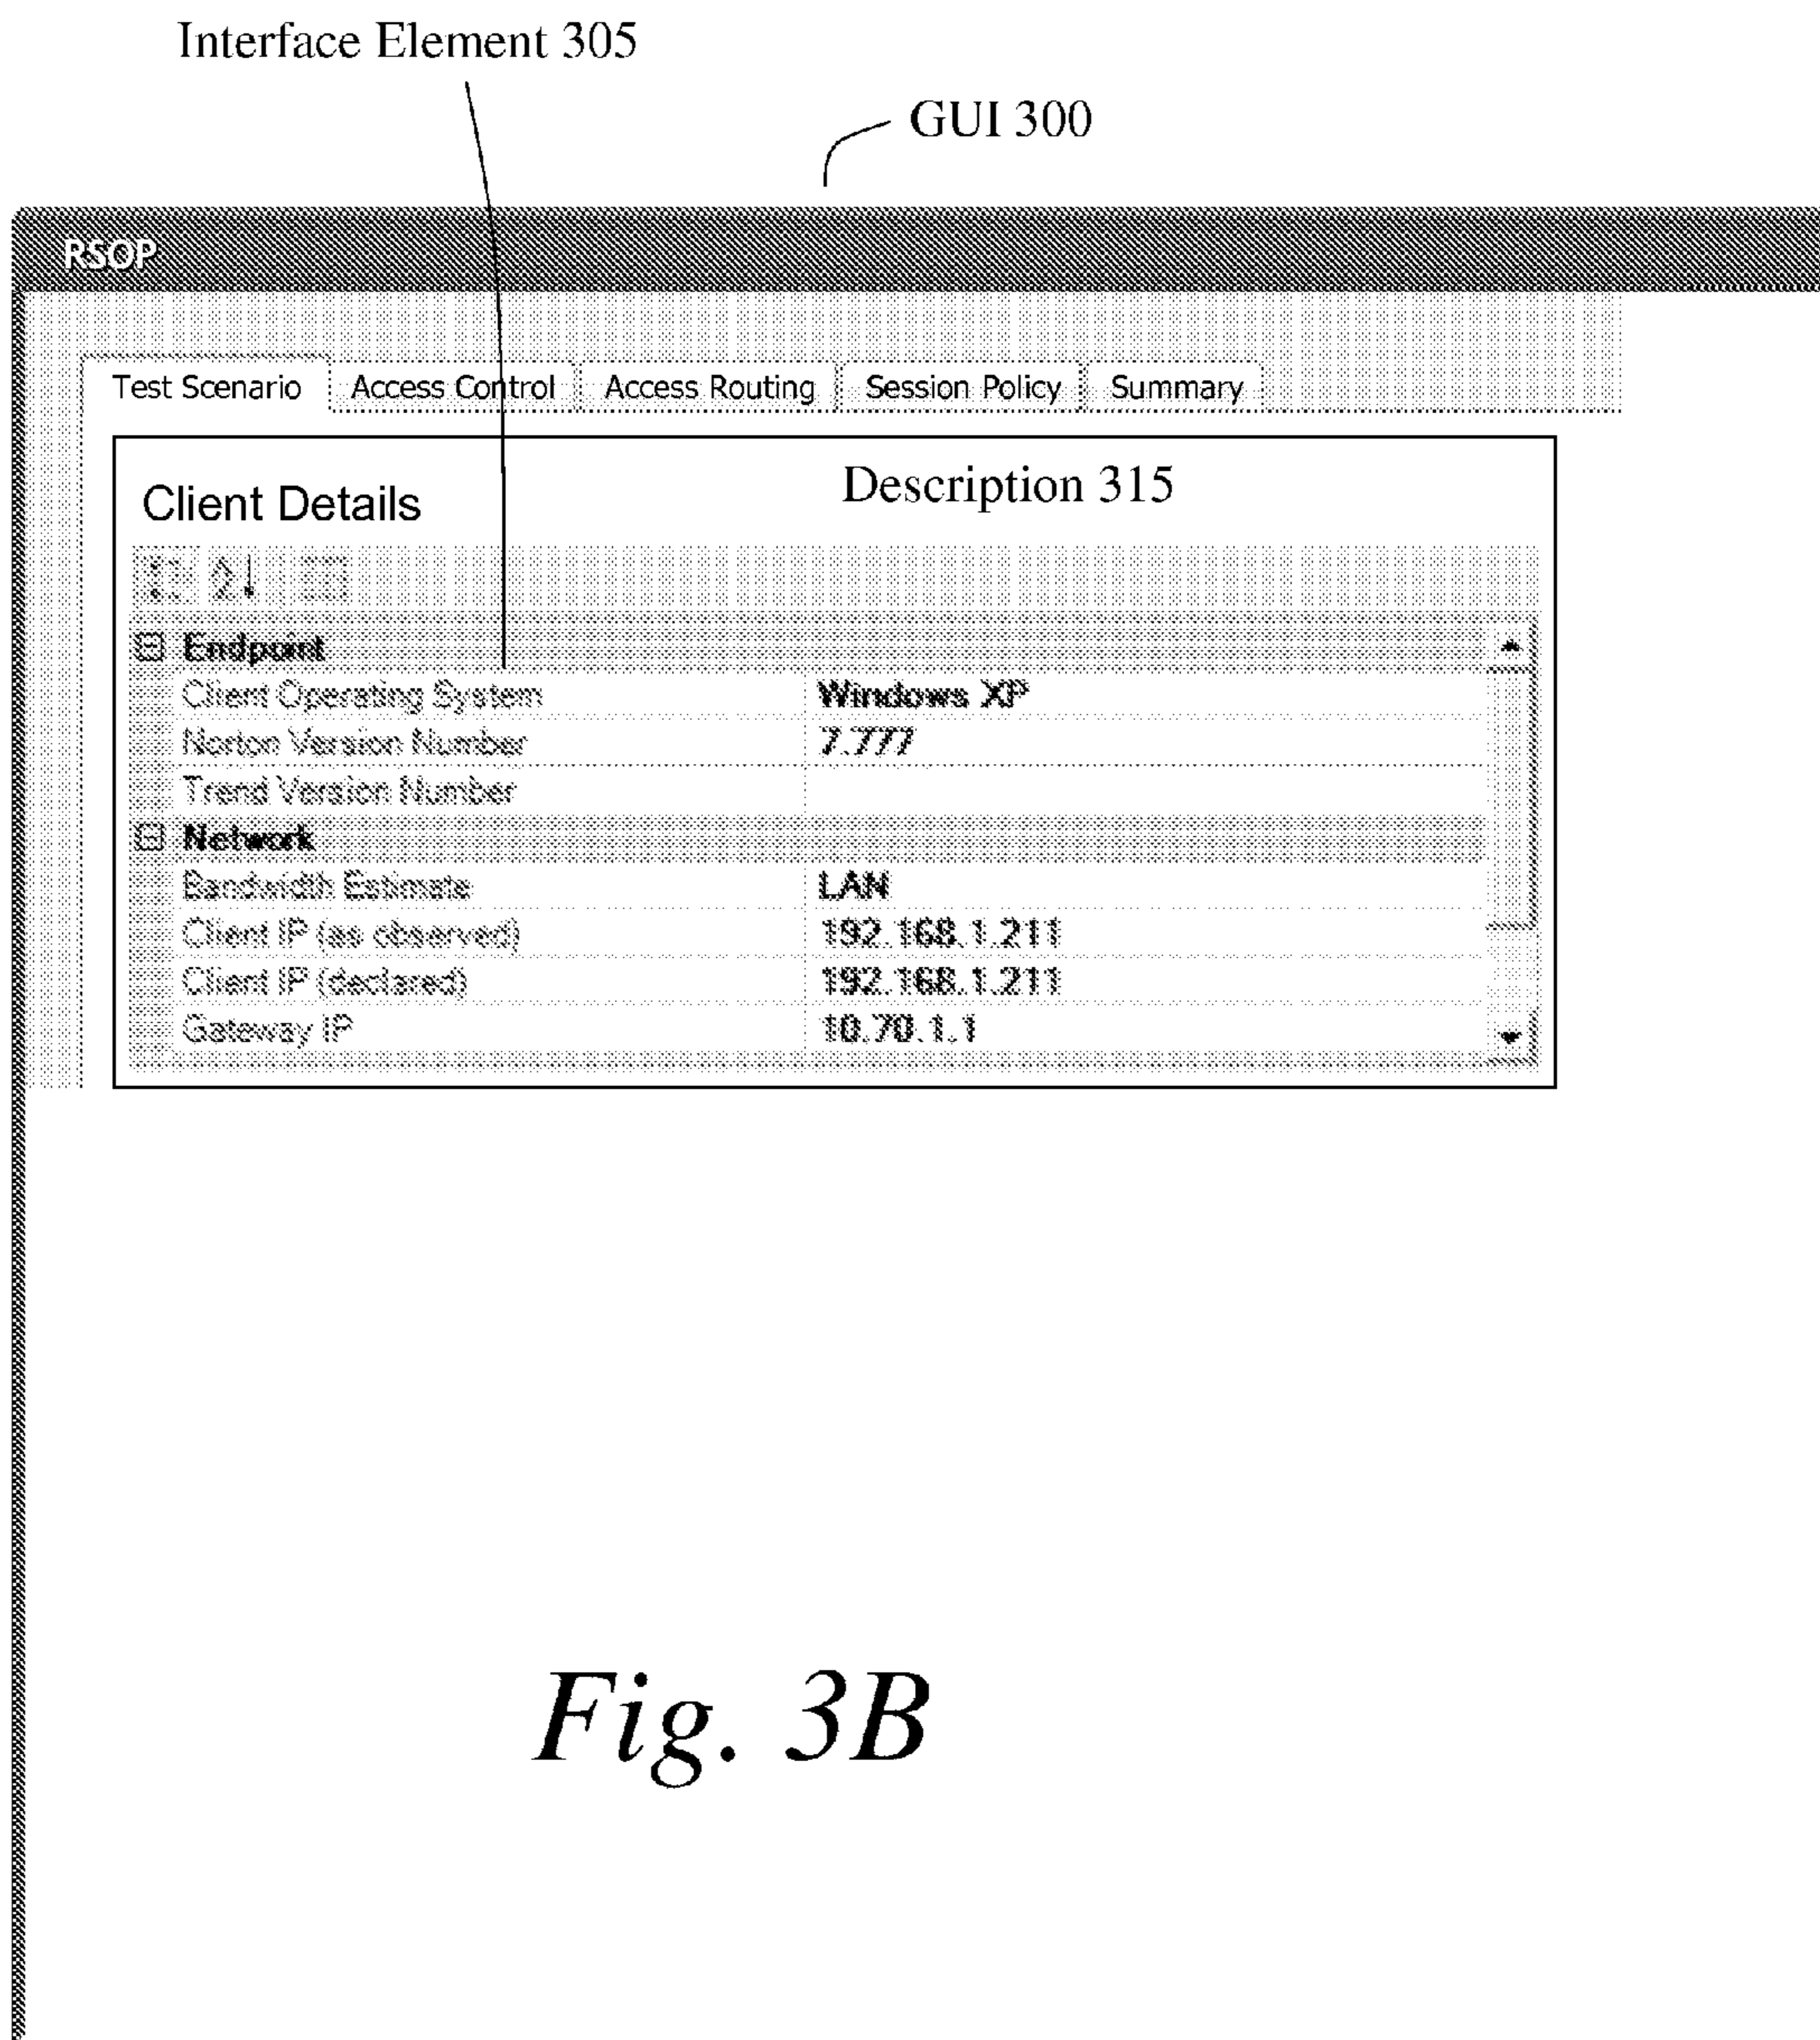 Interface Element 305
GUI 300
RSOP
Test Scenario Access Control Access Routing Session Policy Summary
Client Details Description 315
Endpoint
Client Operating System Windows XP
Norton Version Number 7.777
Trend Version Number
Network
Bandwidth Estimate LAN
Client IP (as observed) 192.168.1.211
Client IP (declared) 192.168.1.211
Gateway IP 10.70.1.1
Fig. 3B